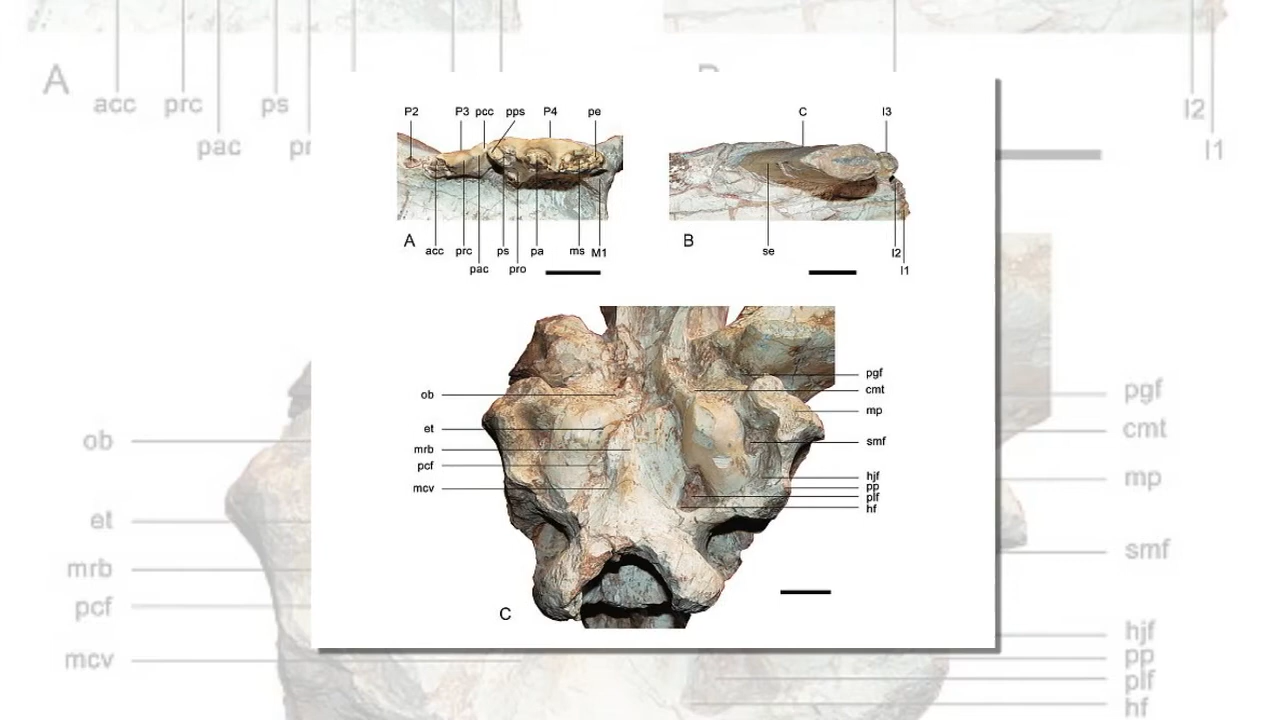 P2 P3 pcc pps P4 pe
acc prc ps pa ms M1
pac pro
A
C I3
se I2
I1
B
ob
et
mrb
pcf
mcv
pgf
cmt
mp
smf
hjf
pp
plf
hf
C
A
acc prc ps
pac
I2
I1
ob
et
mrb
pcf
mcv
pgf
cmt
mp
smf
hjf
pp
plf
hf